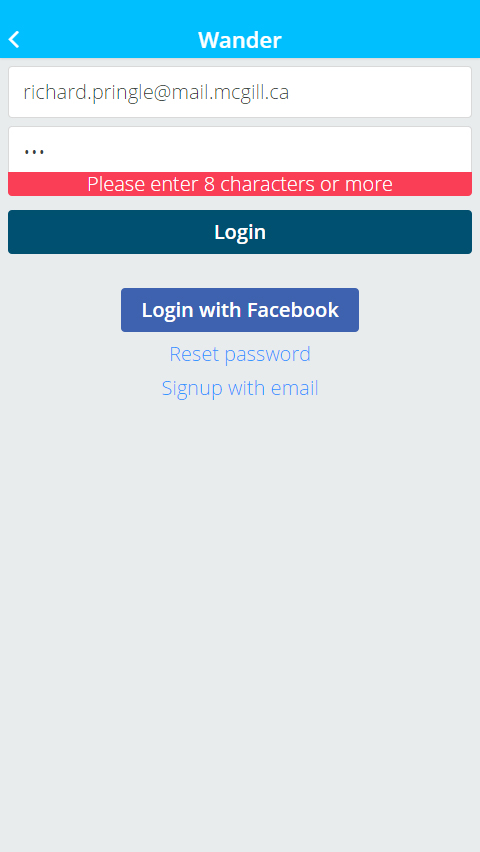 Wander
richard.pringle@mail.mcgill.ca
•••
Please enter 8 characters or more
Login
Login with Facebook
Reset password
Signup with email